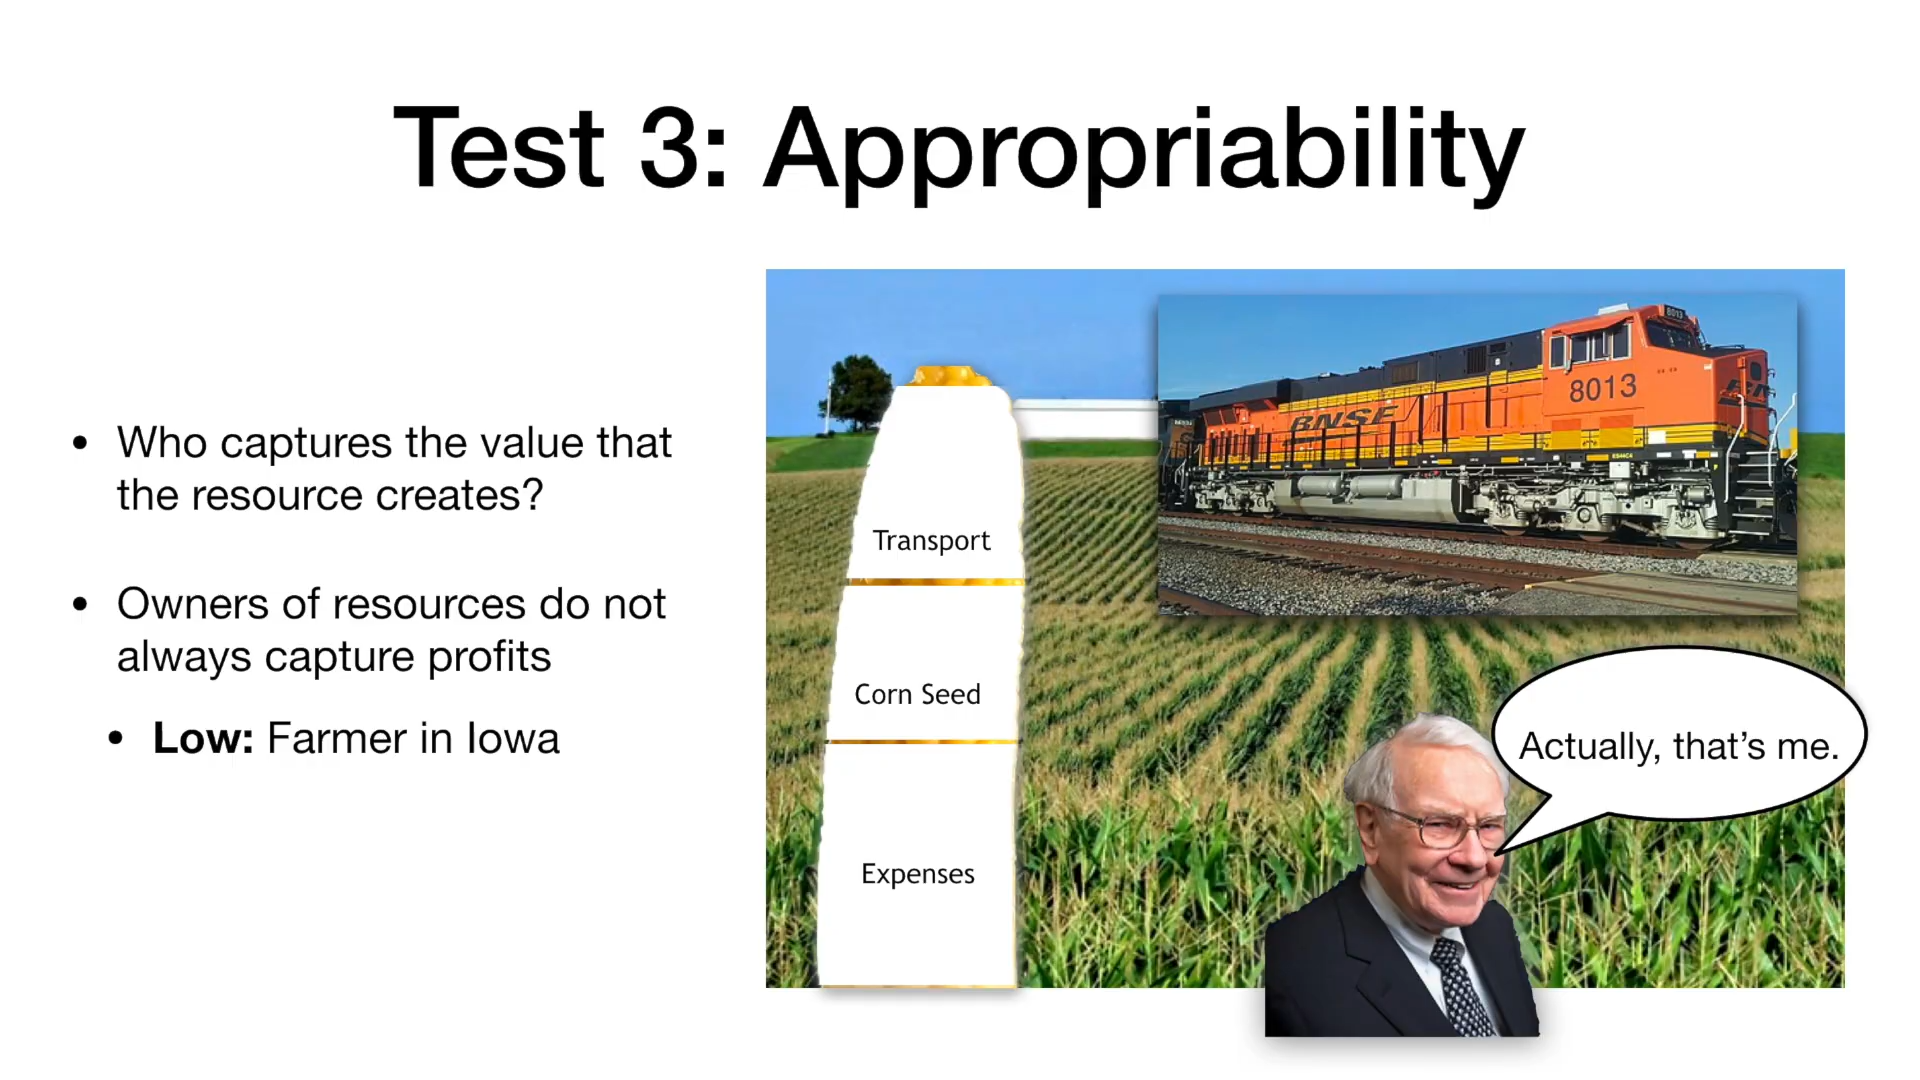 Test 3: Appropriability
• Who captures the value that
the resource creates?
• Owners of resources do not
always capture profits
• Low: Farmer in Iowa
Transport
Corn Seed
Expenses
BNSF
8013
8013
Actually, that's me.